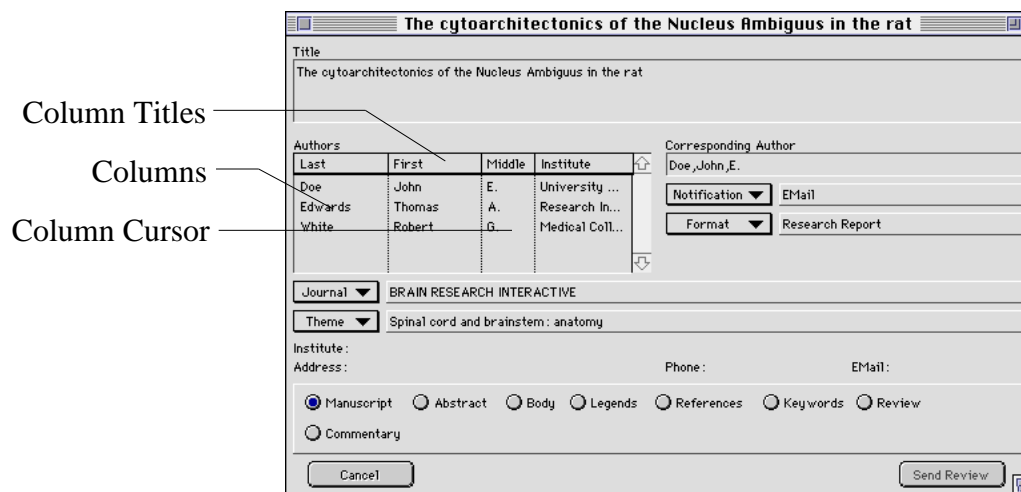 The cytoarchitectonics of the Nucleus Ambiguus in the rat
Title
The cytoarchitectonics of the Nucleus Ambiguus in the rat
Column Titles
Columns
Column Cursor
Authors
Last First Middle Institute
Doe John E. University ...
Edwards Thomas A. Research In...
White Robert G. Medical Coll...
Corresponding Author
Doe,John,E.
Notification EMail
Format Research Report
Journal BRAIN RESEARCH INTERACTIVE
Theme Spinal cord and brainstem: anatomy
Institute:
Address: Phone: EMail:
Manuscript Abstract Body Legends References Keywords Review
Commentary
Cancel Send Review